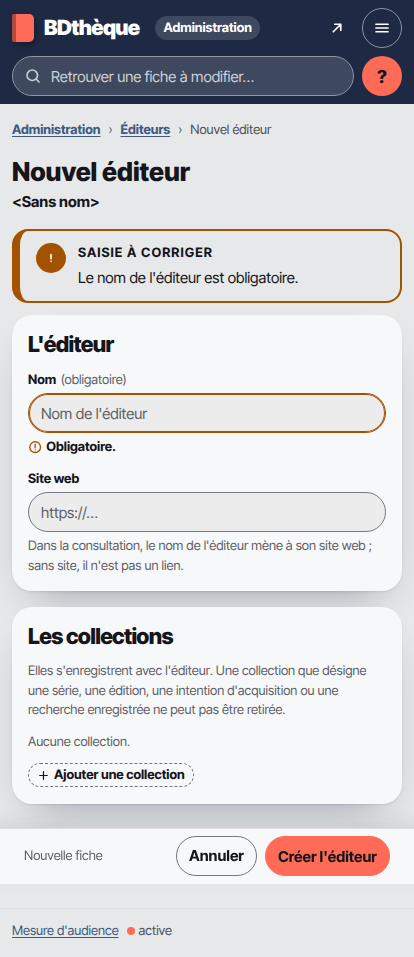 BDthèque Administration
Retrouver une fiche à modifier… ?
Administration › Éditeurs › Nouvel éditeur
Nouvel éditeur
<Sans nom>
! SAISIE À CORRIGER
Le nom de l'éditeur est obligatoire.
L'éditeur
Nom (obligatoire)
Nom de l'éditeur
Obligatoire.
Site web
https://…
Dans la consultation, le nom de l'éditeur mène à son site web ;
sans site, il n'est pas un lien.
Les collections
Elles s'enregistrent avec l'éditeur. Une collection que désigne
une série, une édition, une intention d'acquisition ou une
recherche enregistrée ne peut pas être retirée.
Aucune collection.
+ Ajouter une collection
Nouvelle fiche Annuler Créer l'éditeur
Mesure d'audience active